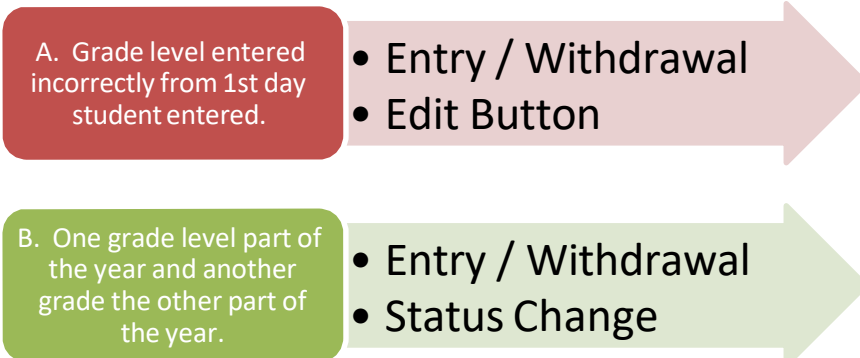 A. Grade level entered
incorrectly from 1st day
student entered.
• Entry / Withdrawal
• Edit Button
B. One grade level part of
the year and another
grade the other part of
the year.
• Entry / Withdrawal
• Status Change